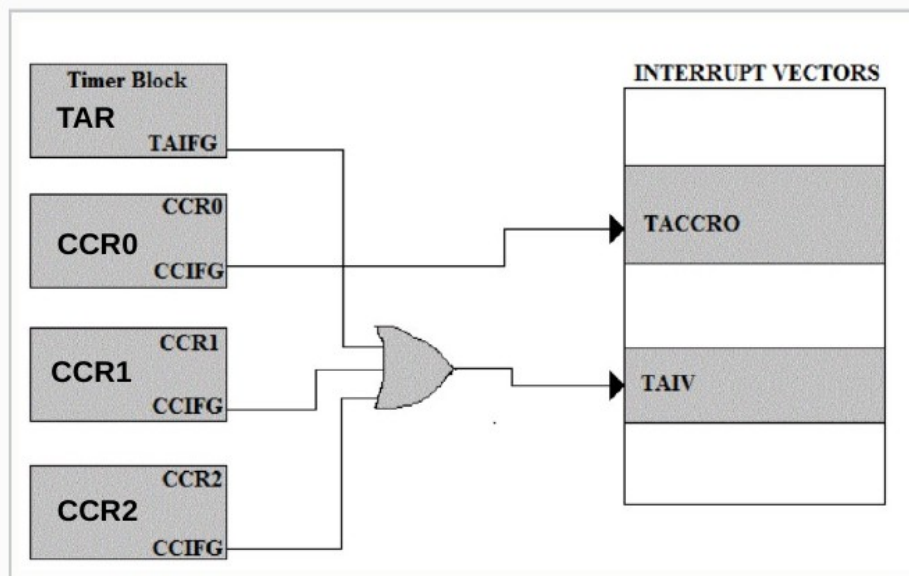 Timer Block
TAR
TAIFG
CCR0
CCR0
CCIFG
CCR1
CCR1
CCIFG
CCR2
CCR2
CCIFG
INTERRUPT VECTORS
TACCRO
TAIV